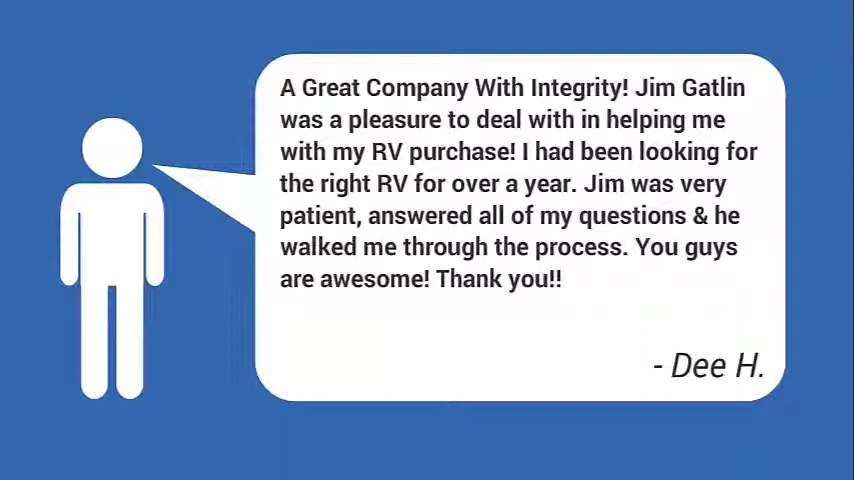 A Great Company With Integrity! Jim Gatlin
was a pleasure to deal with in helping me
with my RV purchase! I had been looking for
the right RV for over a year. Jim was very
patient, answered all of my questions & he
walked me through the process. You guys
are awesome! Thank you!!
- Dee H.